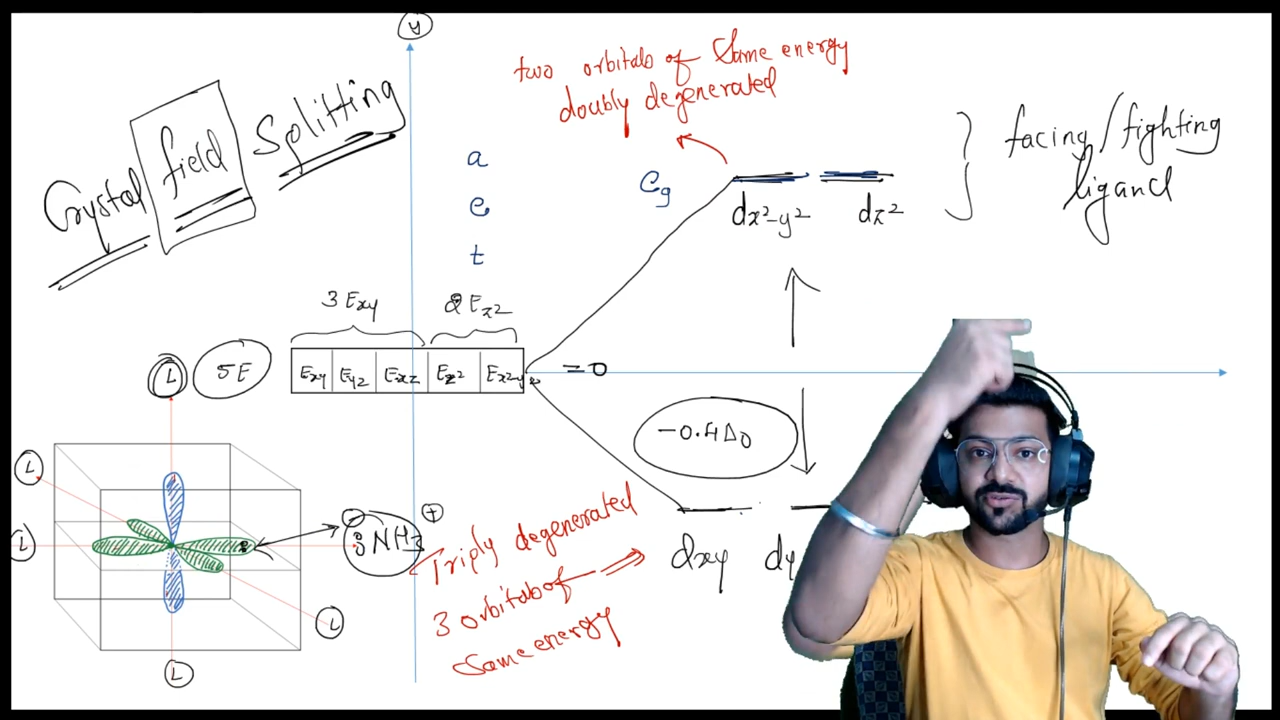 y
two orbitals of same energy
doubly degenerated
Crystal field Splitting
a
e
t
eg
dx²-y² dz²
facing/fighting
ligand
3 Exy 2 Ez²
L 5E
Exy Eyz Exz Ez² Ex²-y²
= 0
-0.4Δo
L
L
L
L
:NH3
- +
Triply degenerated
3 orbitals of
same energy
dxy dy